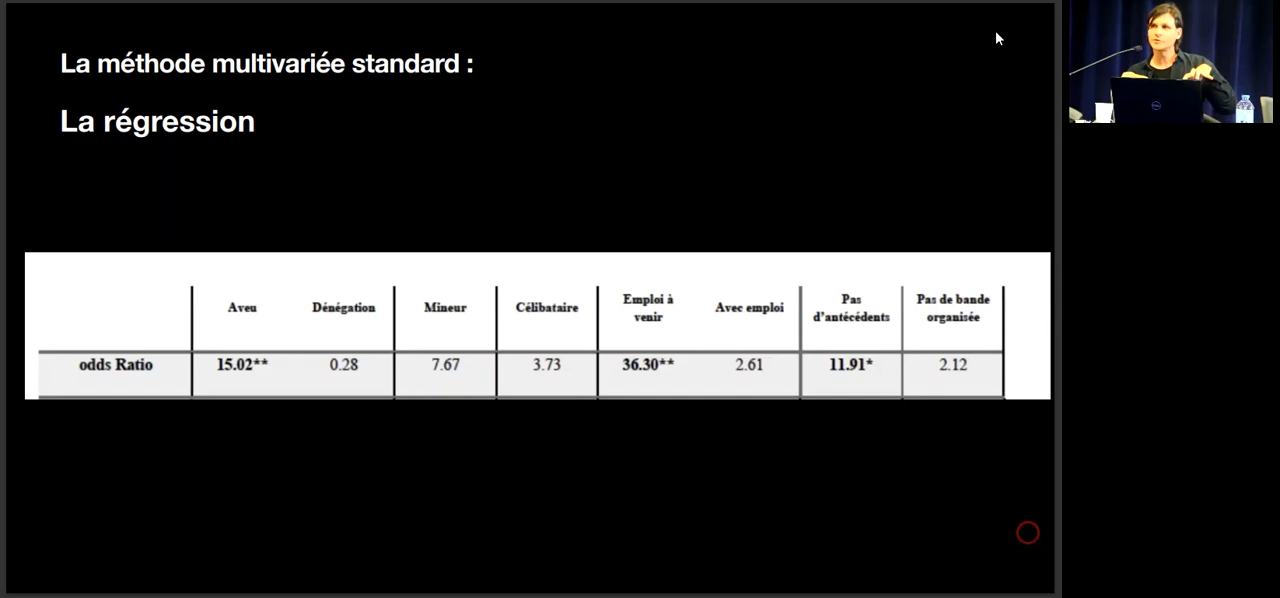 La méthode multivariée standard :
La régression
Aveu
Dénégation
Mineur
Célibataire
Emploi à
venir
Avec emploi
Pas
d’antécédents
Pas de bande
organisée
odds Ratio
15.02**
0.28
7.67
3.73
36.30**
2.61
11.91*
2.12